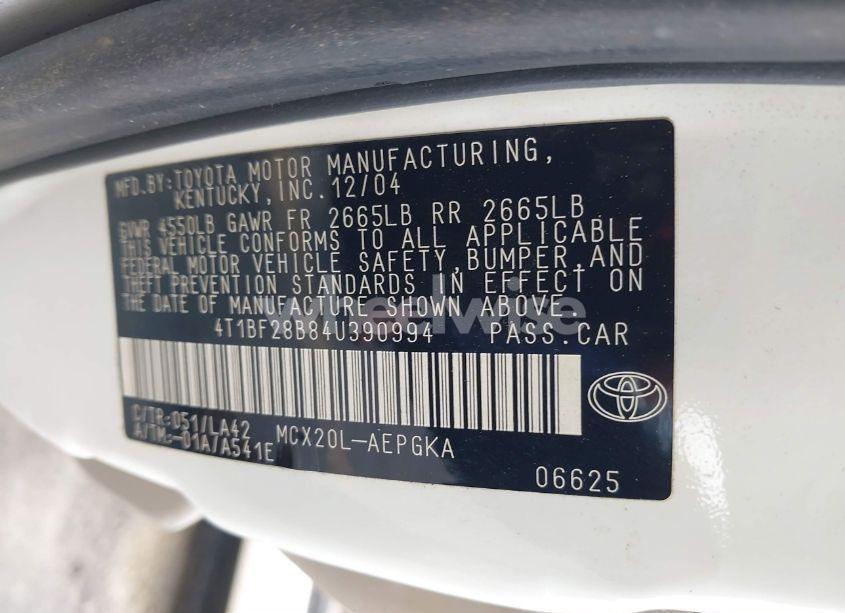 MFD.BY:TOYOTA MOTOR MANUFACTURING,
KENTUCKY,INC.12/04
GVWR 4550LB GAWR FR 2665LB RR 2665LB
THIS VEHICLE CONFORMS TO ALL APPLICABLE
FEDERAL MOTOR VEHICLE SAFETY,BUMPER,AND
THEFT PREVENTION STANDARDS IN EFFECT ON
THE DATE OF MANUFACTURE SHOWN ABOVE.
wheelwise
4T1BF28B84U390994 PASS.CAR
C/TR:051/LA42 MCX20L-AEPGKA
A/TM:-01A/A541E
06625